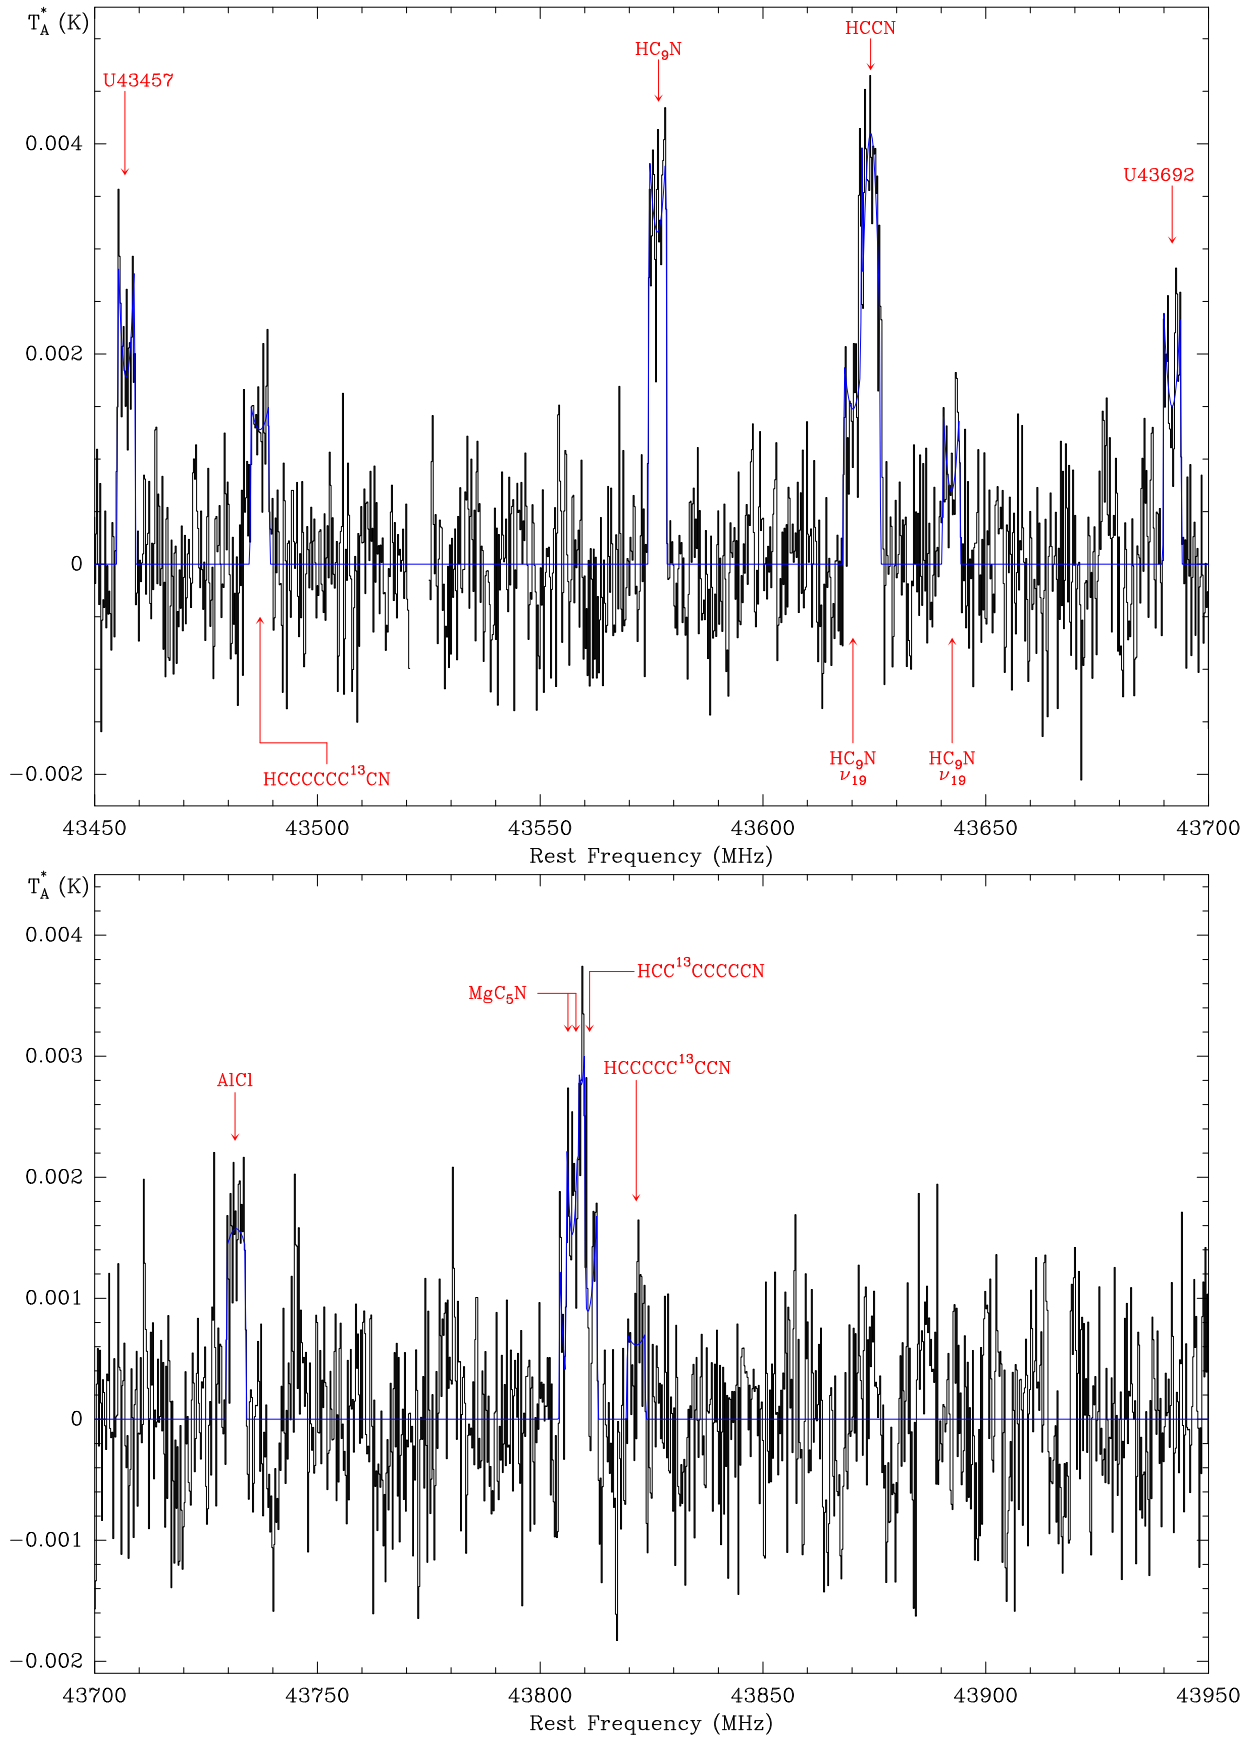 T*A (K)
HCCN
HC9N
U43457
0.004
U43692
0.002
0
−0.002
HCCCCCC13CN
HC9N
ν19
HC9N
ν19
43450 43500 43550 43600 43650 43700
Rest Frequency (MHz)
T*A (K)
0.004
HCC13CCCCCN
MgC5N
0.003
HCCCCC13CCN
AlCl
0.002
0.001
0
−0.001
−0.002
43700 43750 43800 43850 43900 43950
Rest Frequency (MHz)